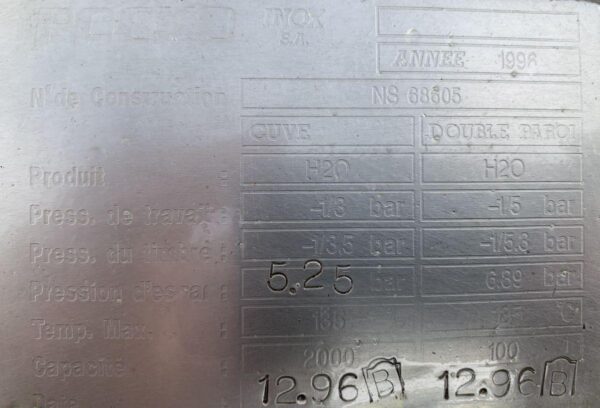 INOX
S.A.
ANNEE 1996
N° de Construction NS 68605
CUVE DOUBLE PAROI
Produit : H2O H2O
Press. de travail : -1/3 bar -1/5 bar
Press. du timbre : -1/3,5 bar -1/5,3 bar
Pression d'essai : 5.25 bar 6,89 bar
Temp. Max. : °C
Capacité : 2000 100
12.96 B 12.96 B